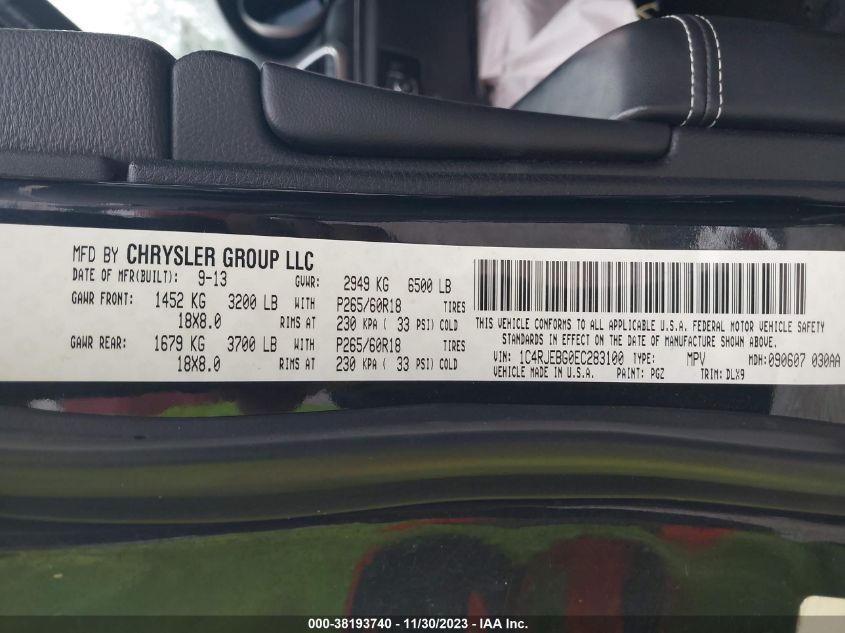 MFD BY CHRYSLER GROUP LLC
DATE OF MFR(BUILT): 9-13 GVWR: 2949 KG 6500 LB
GAWR FRONT: 1452 KG 3200 LB WITH P265/60R18 TIRES
18X8.0 RIMS AT 230 KPA ( 33 PSI) COLD
GAWR REAR: 1679 KG 3700 LB WITH P265/60R18 TIRES
18X8.0 RIMS AT 230 KPA ( 33 PSI) COLD
THIS VEHICLE CONFORMS TO ALL APPLICABLE U.S.A. FEDERAL MOTOR VEHICLE SAFETY
STANDARDS IN EFFECT ON THE DATE OF MANUFACTURE SHOWN ABOVE.
VIN: 1C4RJEBG0EC283100 TYPE: MPV MDH:090607 030AA
VEHICLE MADE IN U.S.A. PAINT: PGZ TRIM: DLX9
000-38193740 - 11/30/2023 - IAA Inc.